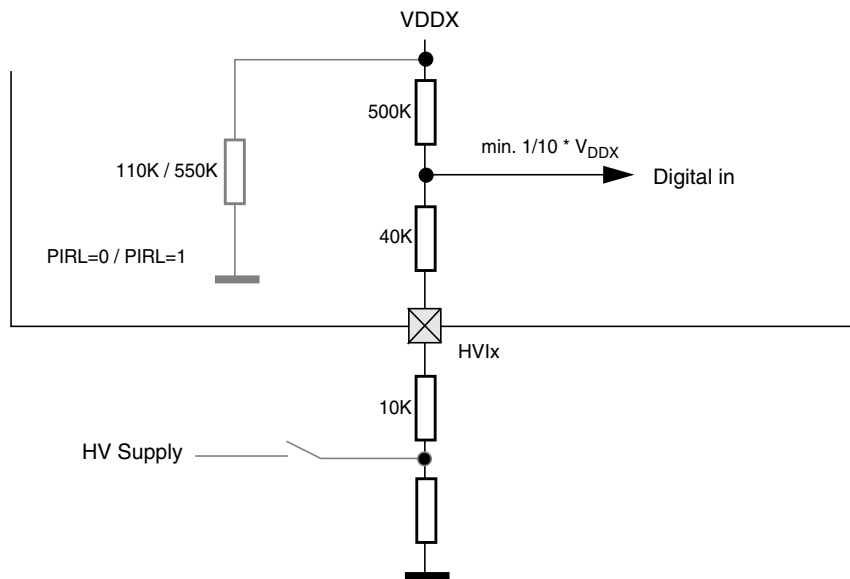 VDDX
500K
min. 1/10 * VDDX
110K / 550K
Digital in
40K
PIRL=0 / PIRL=1
HVIx
10K
HV Supply